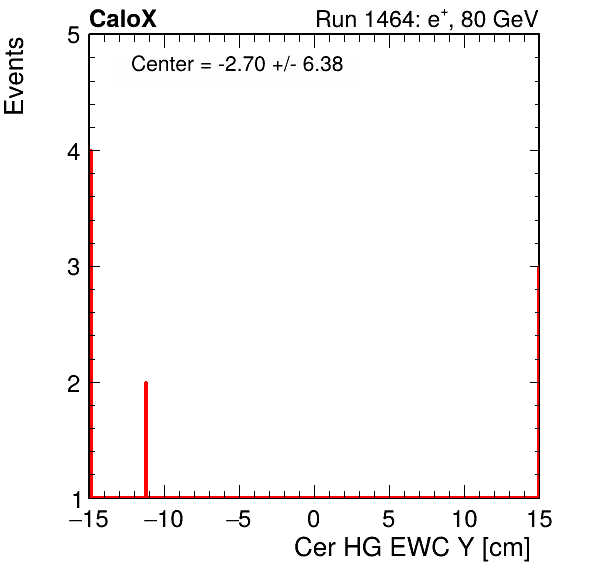 CaloX Run 1464: e⁺, 80 GeV
Center = -2.70 +/- 6.38
Events
5
4
3
2
1
−15 −10 −5 0 5 10 15
Cer HG EWC Y [cm]